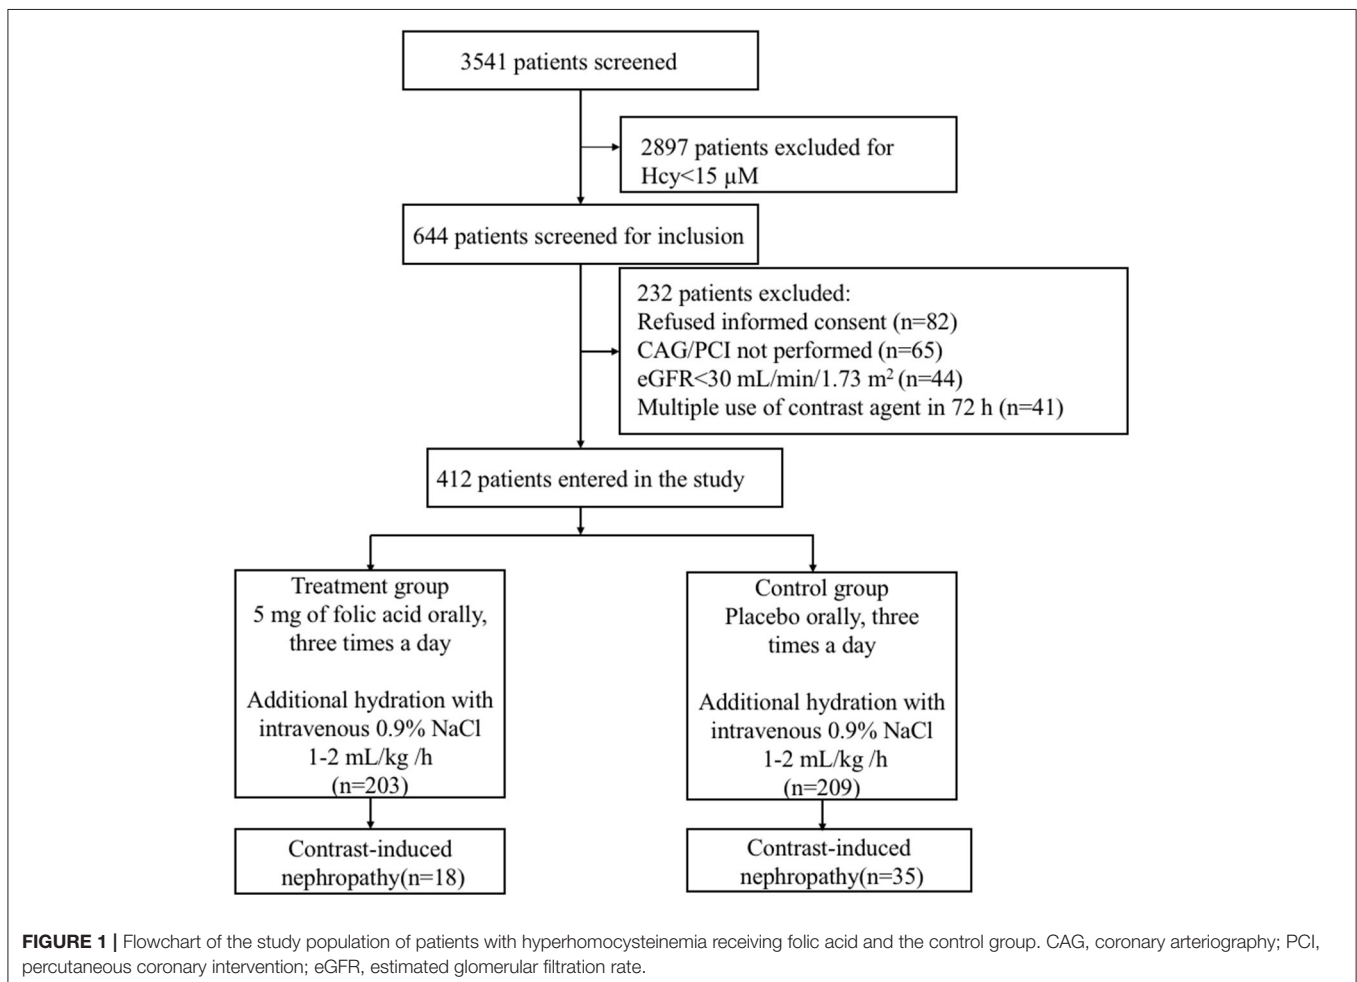 3541 patients screened
2897 patients excluded for
Hcy<15 μM
644 patients screened for inclusion
232 patients excluded:
Refused informed consent (n=82)
CAG/PCI not performed (n=65)
eGFR<30 mL/min/1.73 m² (n=44)
Multiple use of contrast agent in 72 h (n=41)
412 patients entered in the study
Treatment group
5 mg of folic acid orally,
three times a day
Additional hydration with
intravenous 0.9% NaCl
1-2 mL/kg /h
(n=203)
Control group
Placebo orally, three
times a day
Additional hydration with
intravenous 0.9% NaCl
1-2 mL/kg /h
(n=209)
Contrast-induced
nephropathy(n=18)
Contrast-induced
nephropathy(n=35)
FIGURE 1 | Flowchart of the study population of patients with hyperhomocysteinemia receiving folic acid and the control group. CAG, coronary arteriography; PCI,
percutaneous coronary intervention; eGFR, estimated glomerular filtration rate.